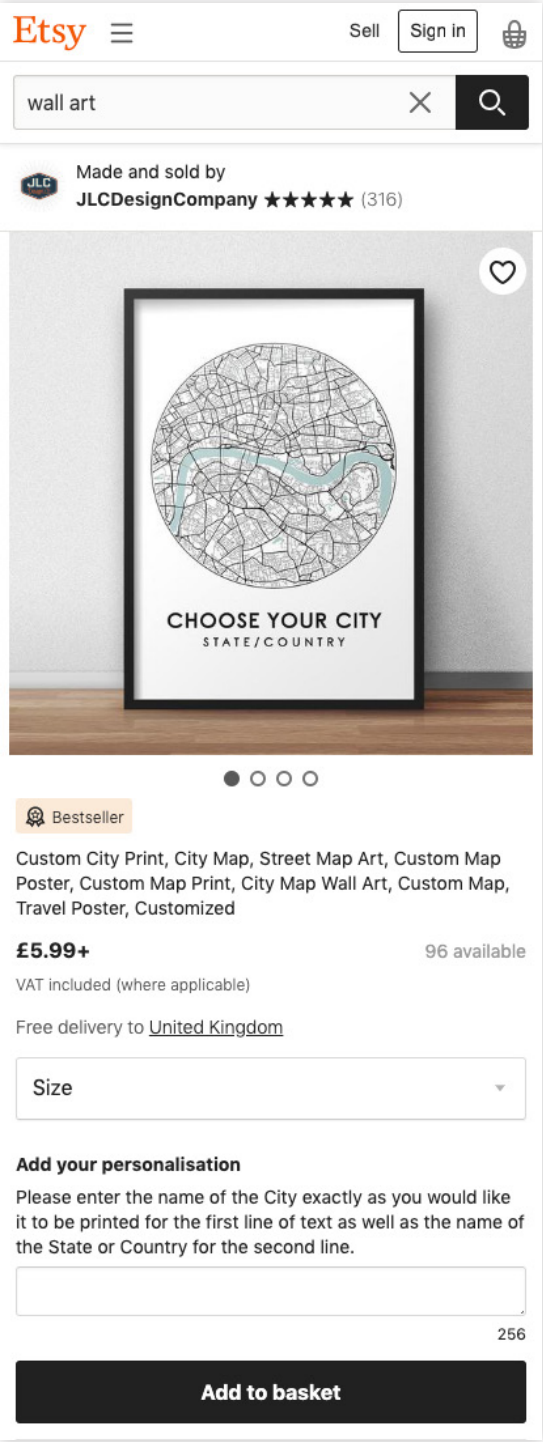 Etsy
Sell
Sign in
wall art
JLC
Made and sold by
JLCDesignCompany ★★★★★ (316)
CHOOSE YOUR CITY
STATE/COUNTRY
Bestseller
Custom City Print, City Map, Street Map Art, Custom Map
Poster, Custom Map Print, City Map Wall Art, Custom Map,
Travel Poster, Customized
£5.99+
96 available
VAT included (where applicable)
Free delivery to United Kingdom
Size
Add your personalisation
Please enter the name of the City exactly as you would like
it to be printed for the first line of text as well as the name of
the State or Country for the second line.
256
Add to basket